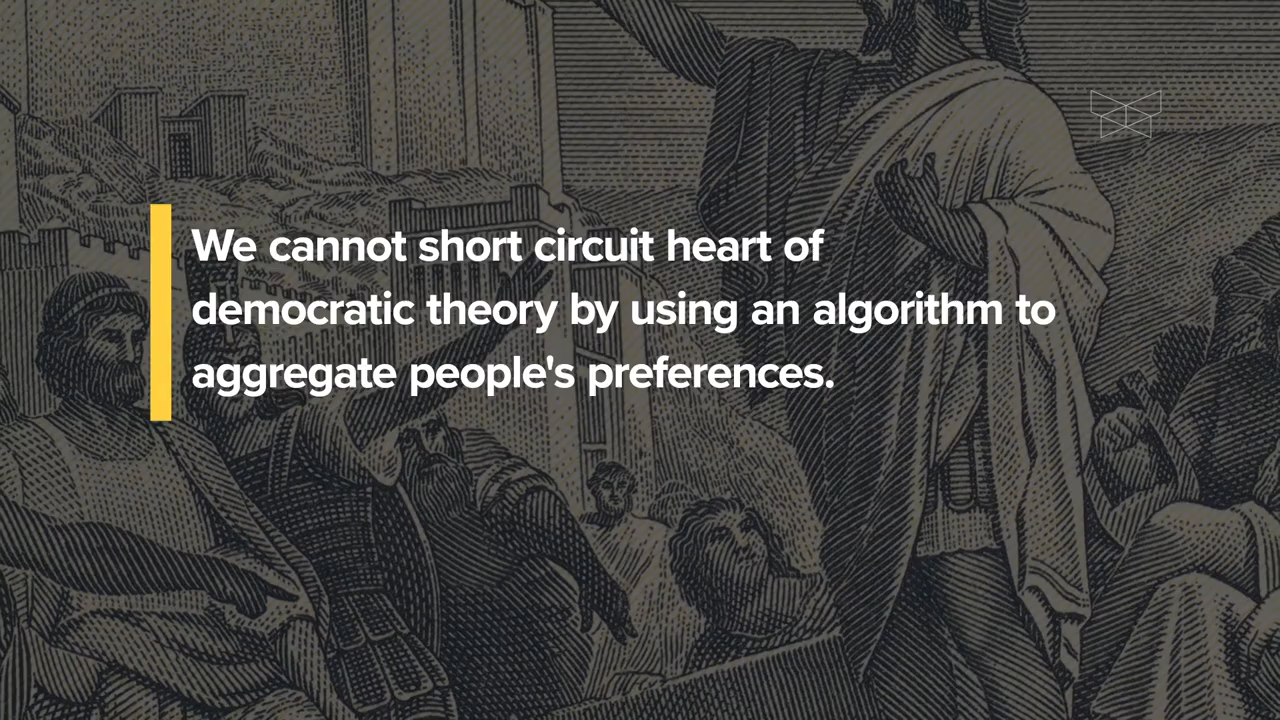 We cannot short circuit heart of
democratic theory by using an algorithm to
aggregate people's preferences.